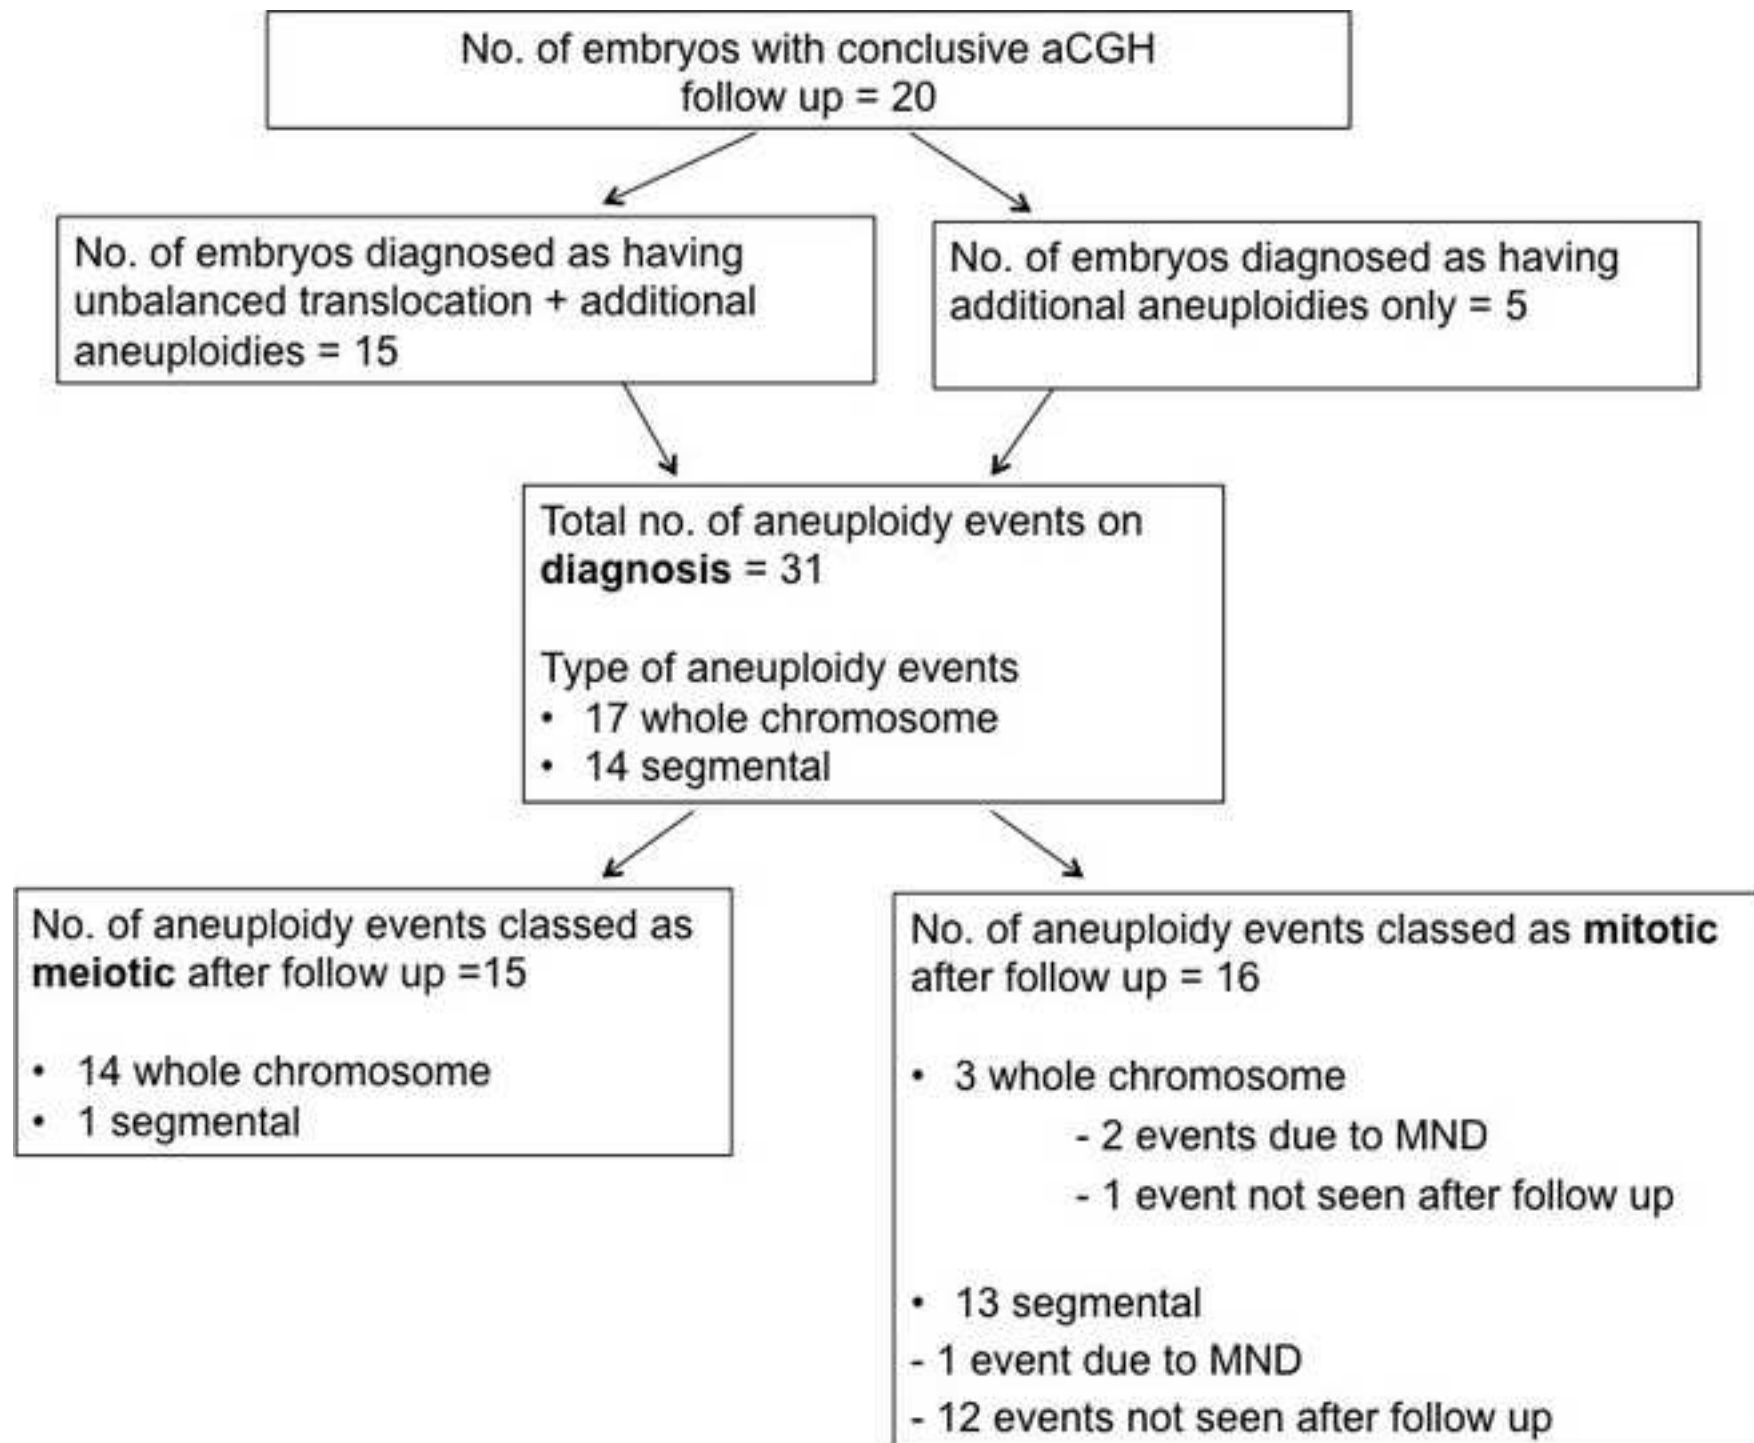 No. of embryos with conclusive aCGH
follow up = 20
No. of embryos diagnosed as having
unbalanced translocation + additional
aneuploidies = 15
No. of embryos diagnosed as having
additional aneuploidies only = 5
Total no. of aneuploidy events on
diagnosis = 31
Type of aneuploidy events
• 17 whole chromosome
• 14 segmental
No. of aneuploidy events classed as
meiotic after follow up =15
• 14 whole chromosome
• 1 segmental
No. of aneuploidy events classed as mitotic
after follow up = 16
• 3 whole chromosome
- 2 events due to MND
- 1 event not seen after follow up
• 13 segmental
- 1 event due to MND
- 12 events not seen after follow up